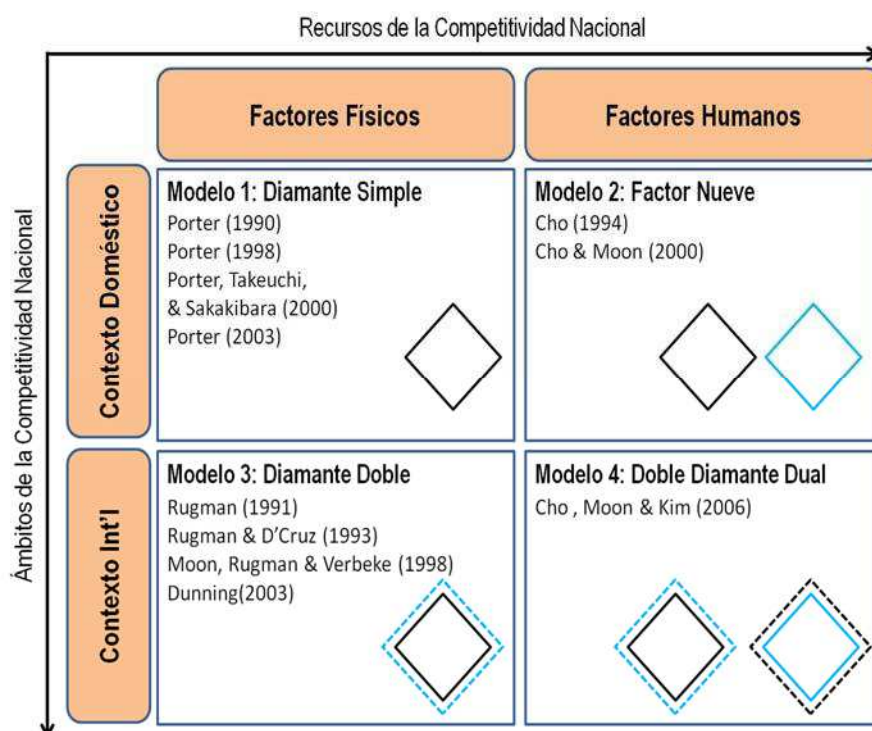 Recursos de la Competitividad Nacional
Factores Físicos
Factores Humanos
Ámbitos de la Competitividad Nacional
Contexto Doméstico
Modelo 1: Diamante Simple
Porter (1990)
Porter (1998)
Porter, Takeuchi,
& Sakakibara (2000)
Porter (2003)
Modelo 2: Factor Nueve
Cho (1994)
Cho & Moon (2000)
Contexto Int'l
Modelo 3: Diamante Doble
Rugman (1991)
Rugman & D'Cruz (1993)
Moon, Rugman & Verbeke (1998)
Dunning(2003)
Modelo 4: Doble Diamante Dual
Cho , Moon & Kim (2006)